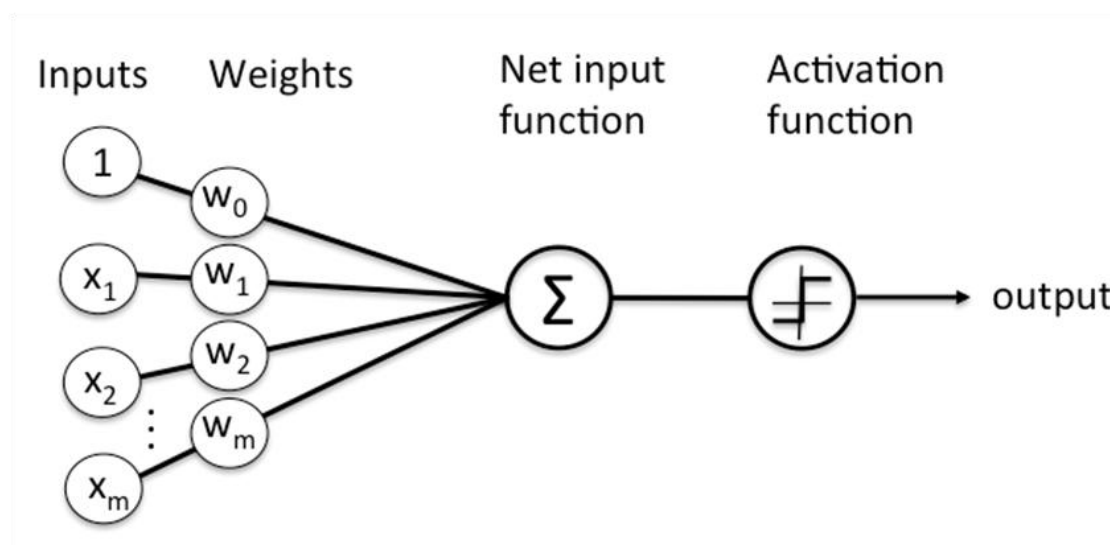 Inputs
Weights
Net input
function
Activation
function
1
w₀
x₁
w₁
x₂
w₂
⋮
wₘ
xₘ
Σ
output